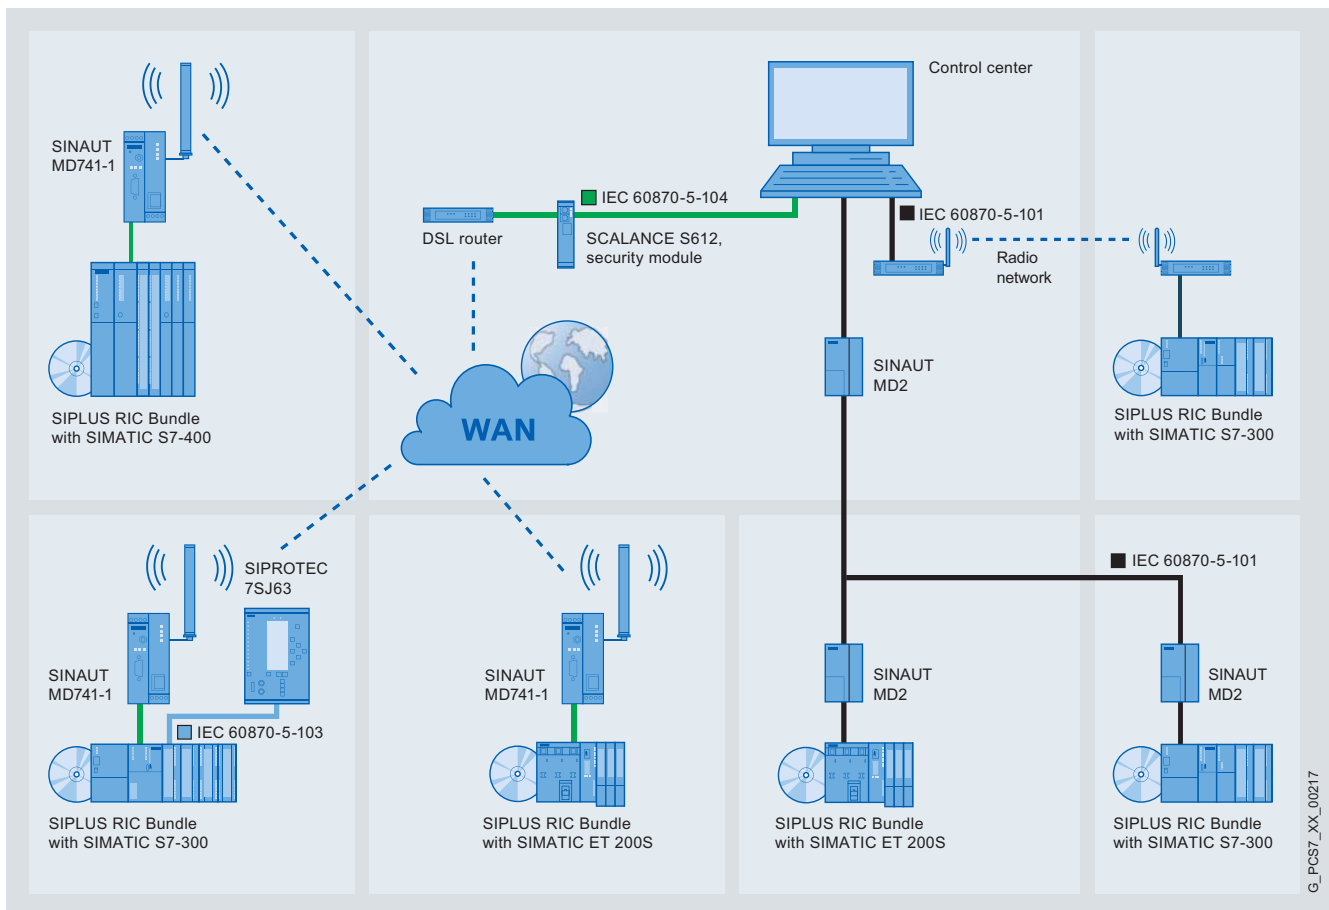 Control center
SINAUT
MD741-1
IEC 60870-5-104
IEC 60870-5-101
DSL router
SCALANCE S612,
security module
Radio
network
SINAUT
MD2
WAN
SIPLUS RIC Bundle
with SIMATIC S7-400
SIPLUS RIC Bundle
with SIMATIC S7-300
SIPROTEC
7SJ63
SINAUT
MD741-1
IEC 60870-5-103
SIPLUS RIC Bundle
with SIMATIC S7-300
SINAUT
MD741-1
SIPLUS RIC Bundle
with SIMATIC ET 200S
SINAUT
MD2
SIPLUS RIC Bundle
with SIMATIC ET 200S
IEC 60870-5-101
SINAUT
MD2
SIPLUS RIC Bundle
with SIMATIC S7-300
G_PCS7_XX_00217